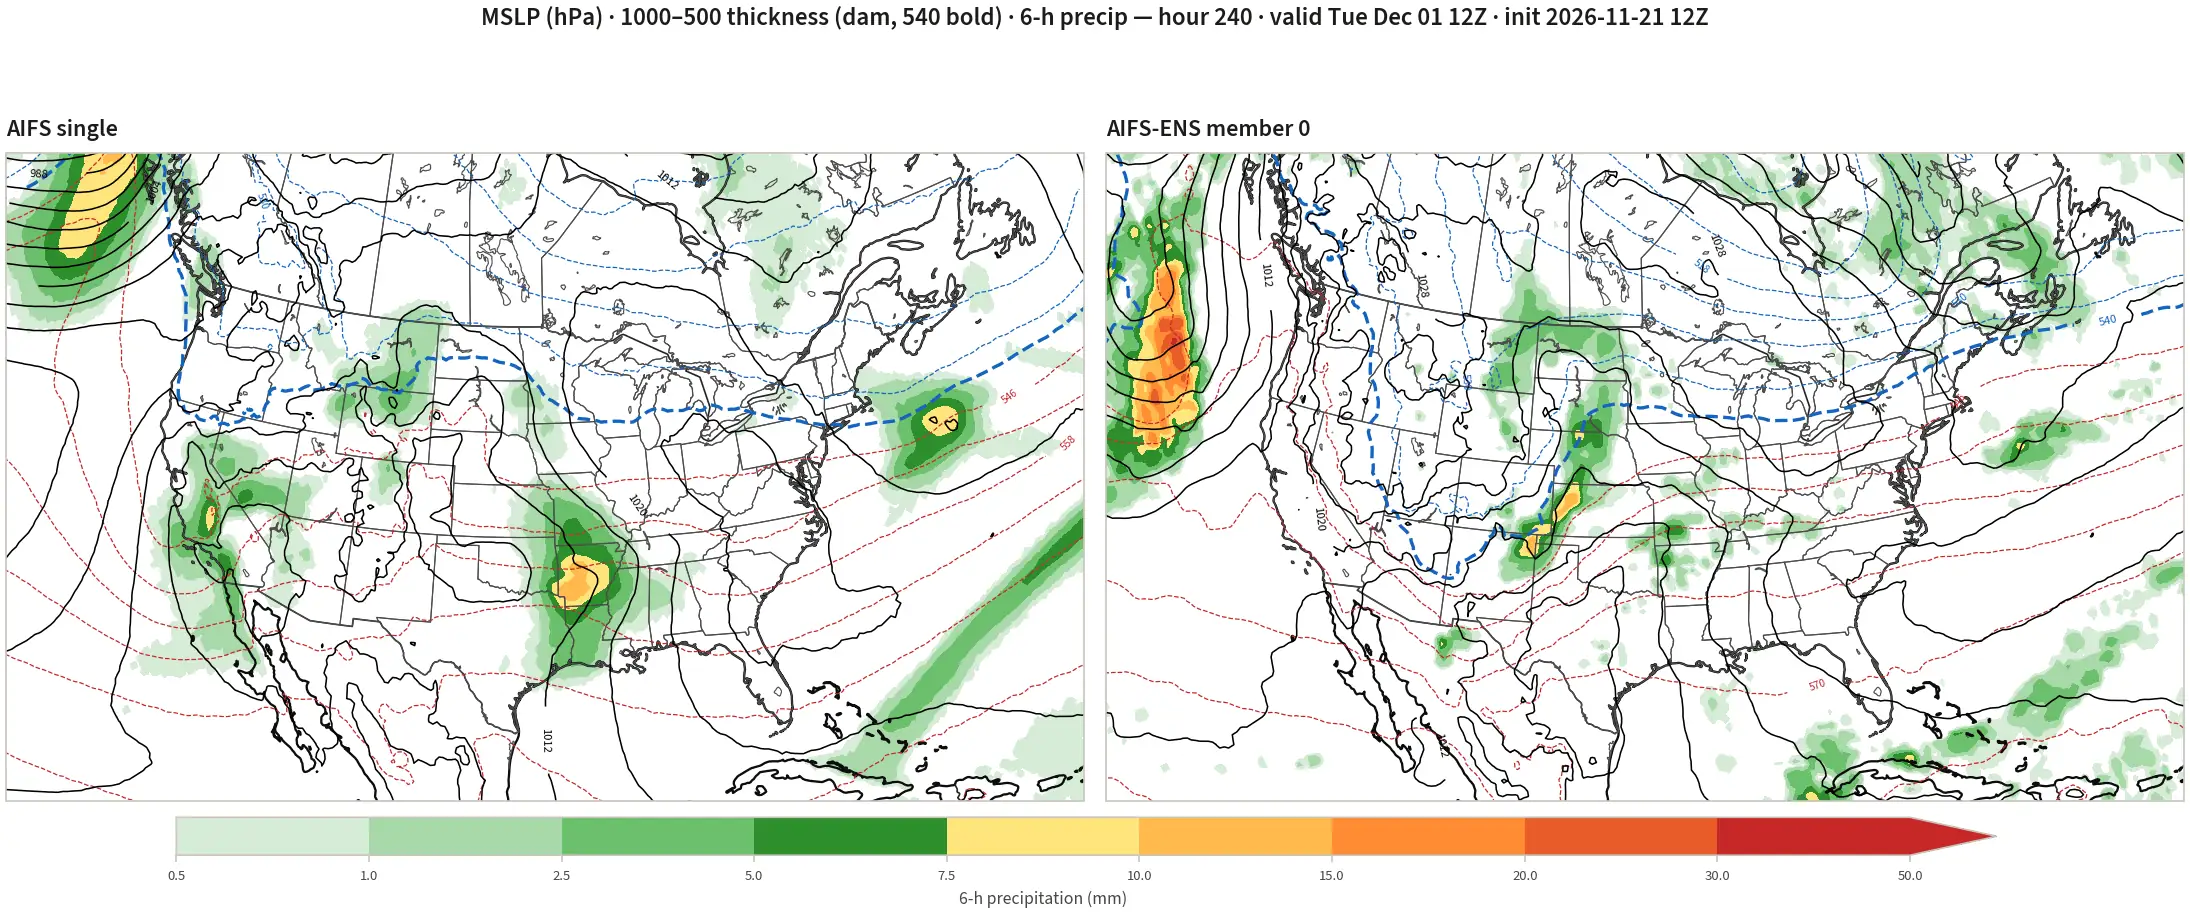 MSLP (hPa) · 1000–500 thickness (dam, 540 bold) · 6-h precip — hour 240 · valid Tue Dec 01 12Z · init 2026-11-21 12Z
AIFS single
AIFS-ENS member 0
988
1012
1020
1012
546
558
1012
1028
1028
1020
540
540
570
0.5 1.0 2.5 5.0 7.5 10.0 15.0 20.0 30.0 50.0
6-h precipitation (mm)